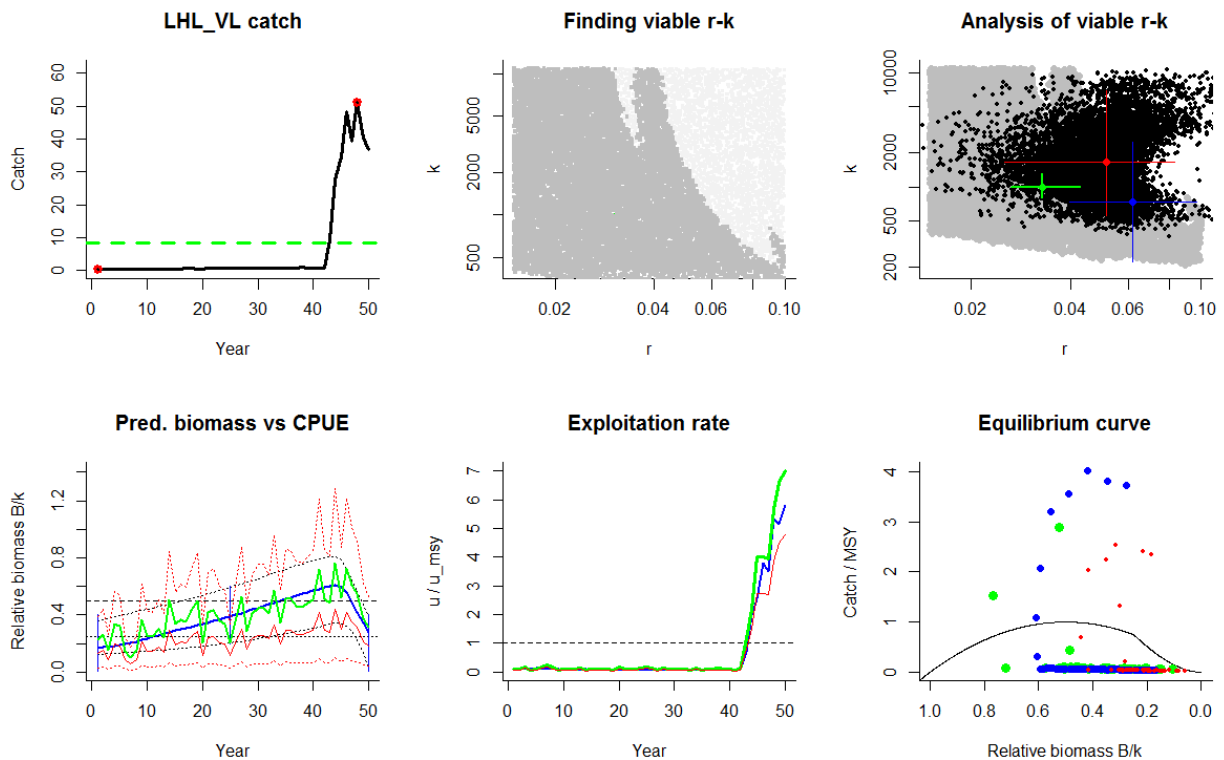 LHL_VL catch
Catch
60
50
40
30
20
10
0
0 10 20 30 40 50
Year
Finding viable r-k
k
5000
2000
500
0.02 0.04 0.06 0.10
r
Analysis of viable r-k
k
10000
2000
500
200
0.02 0.04 0.06 0.10
r
Pred. biomass vs CPUE
Relative biomass B/k
1.2
0.8
0.4
0.0
0 10 20 30 40 50
Year
Exploitation rate
u / u_msy
7
6
5
4
3
2
1
0
0 10 20 30 40 50
Year
Equilibrium curve
Catch / MSY
4
3
2
1
0
1.0 0.8 0.6 0.4 0.2 0.0
Relative biomass B/k